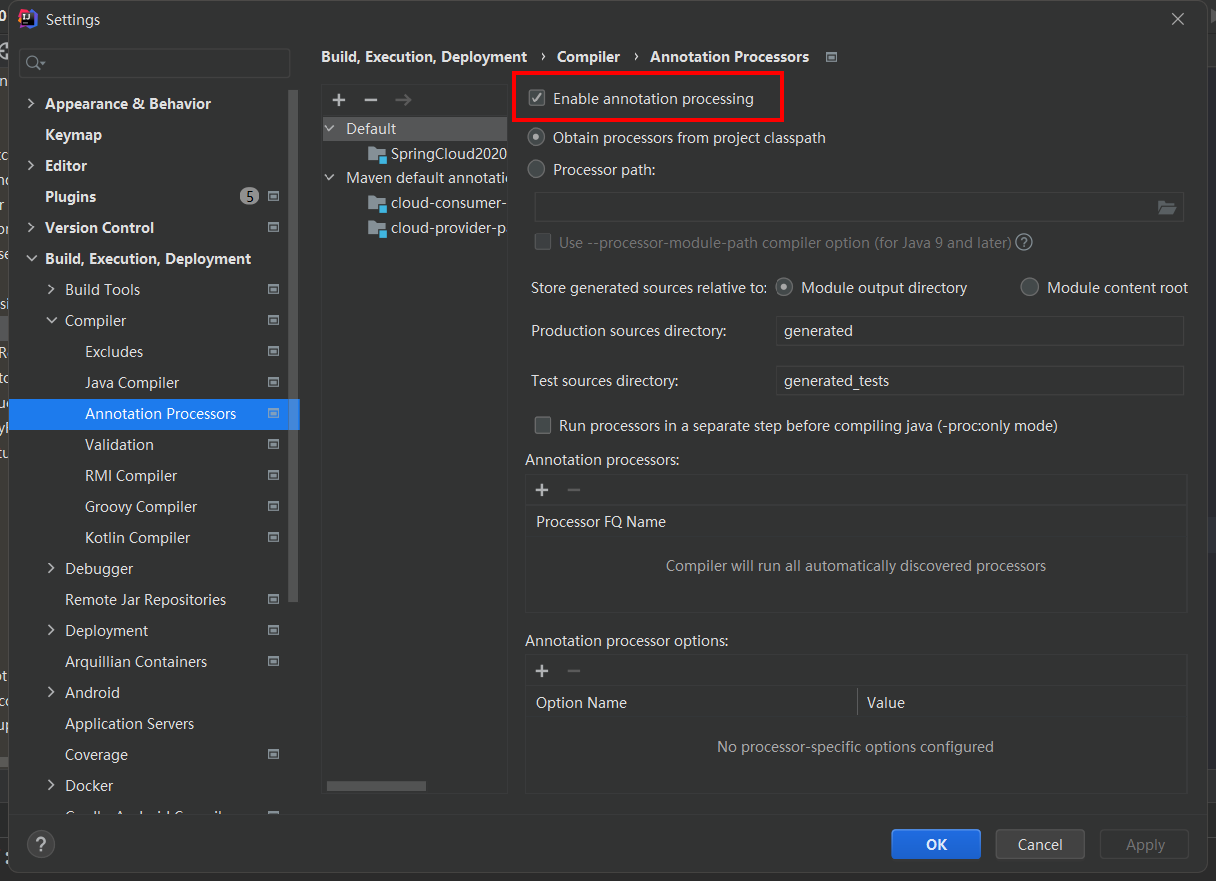 Settings
Appearance & Behavior
Keymap
Editor
Plugins 5
Version Control
Build, Execution, Deployment
Build Tools
Compiler
Excludes
Java Compiler
Annotation Processors
Validation
RMI Compiler
Groovy Compiler
Kotlin Compiler
Debugger
Remote Jar Repositories
Deployment
Arquillian Containers
Android
Application Servers
Coverage
Docker
Build, Execution, Deployment › Compiler › Annotation Processors
Default
SpringCloud2020
Maven default annotati
cloud-consumer-
cloud-provider-p
Enable annotation processing
Obtain processors from project classpath
Processor path:
Use --processor-module-path compiler option (for Java 9 and later) ?
Store generated sources relative to: Module output directory Module content root
Production sources directory: generated
Test sources directory: generated_tests
Run processors in a separate step before compiling java (-proc:only mode)
Annotation processors:
Processor FQ Name
Compiler will run all automatically discovered processors
Annotation processor options:
Option Name Value
No processor-specific options configured
? OK Cancel Apply